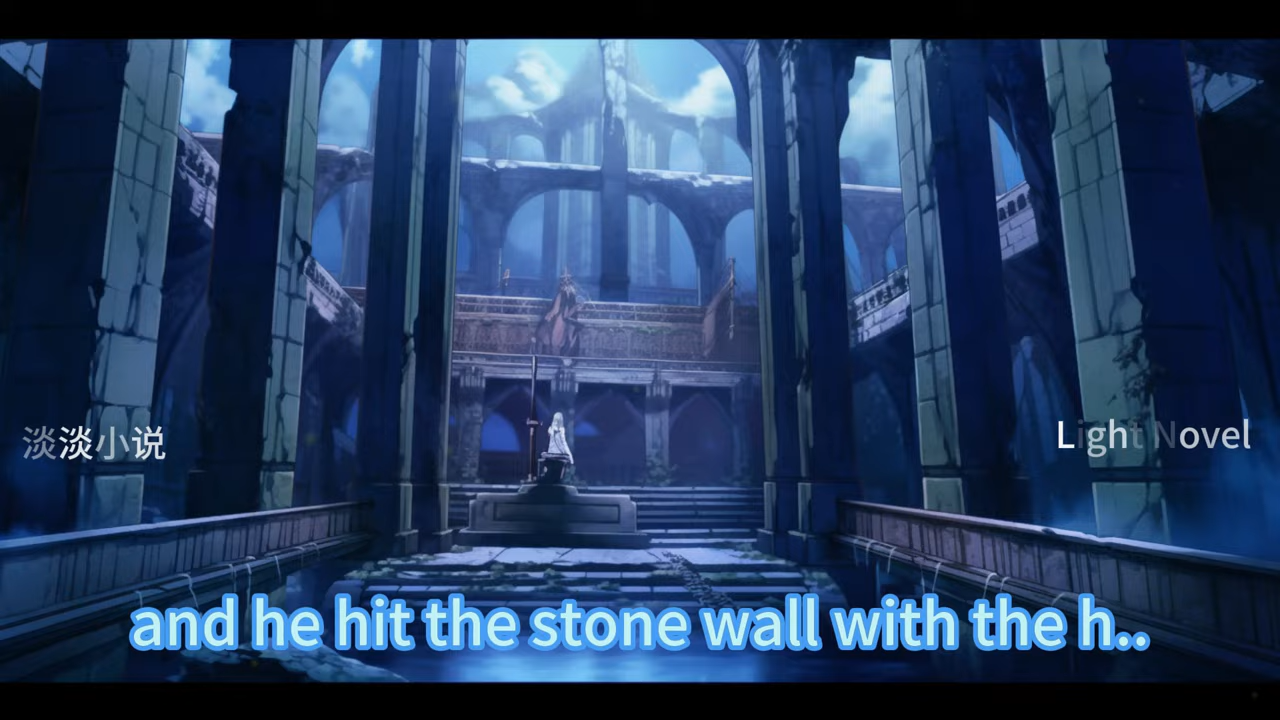 淡淡小说
Light Novel
and he hit the stone wall with the h..